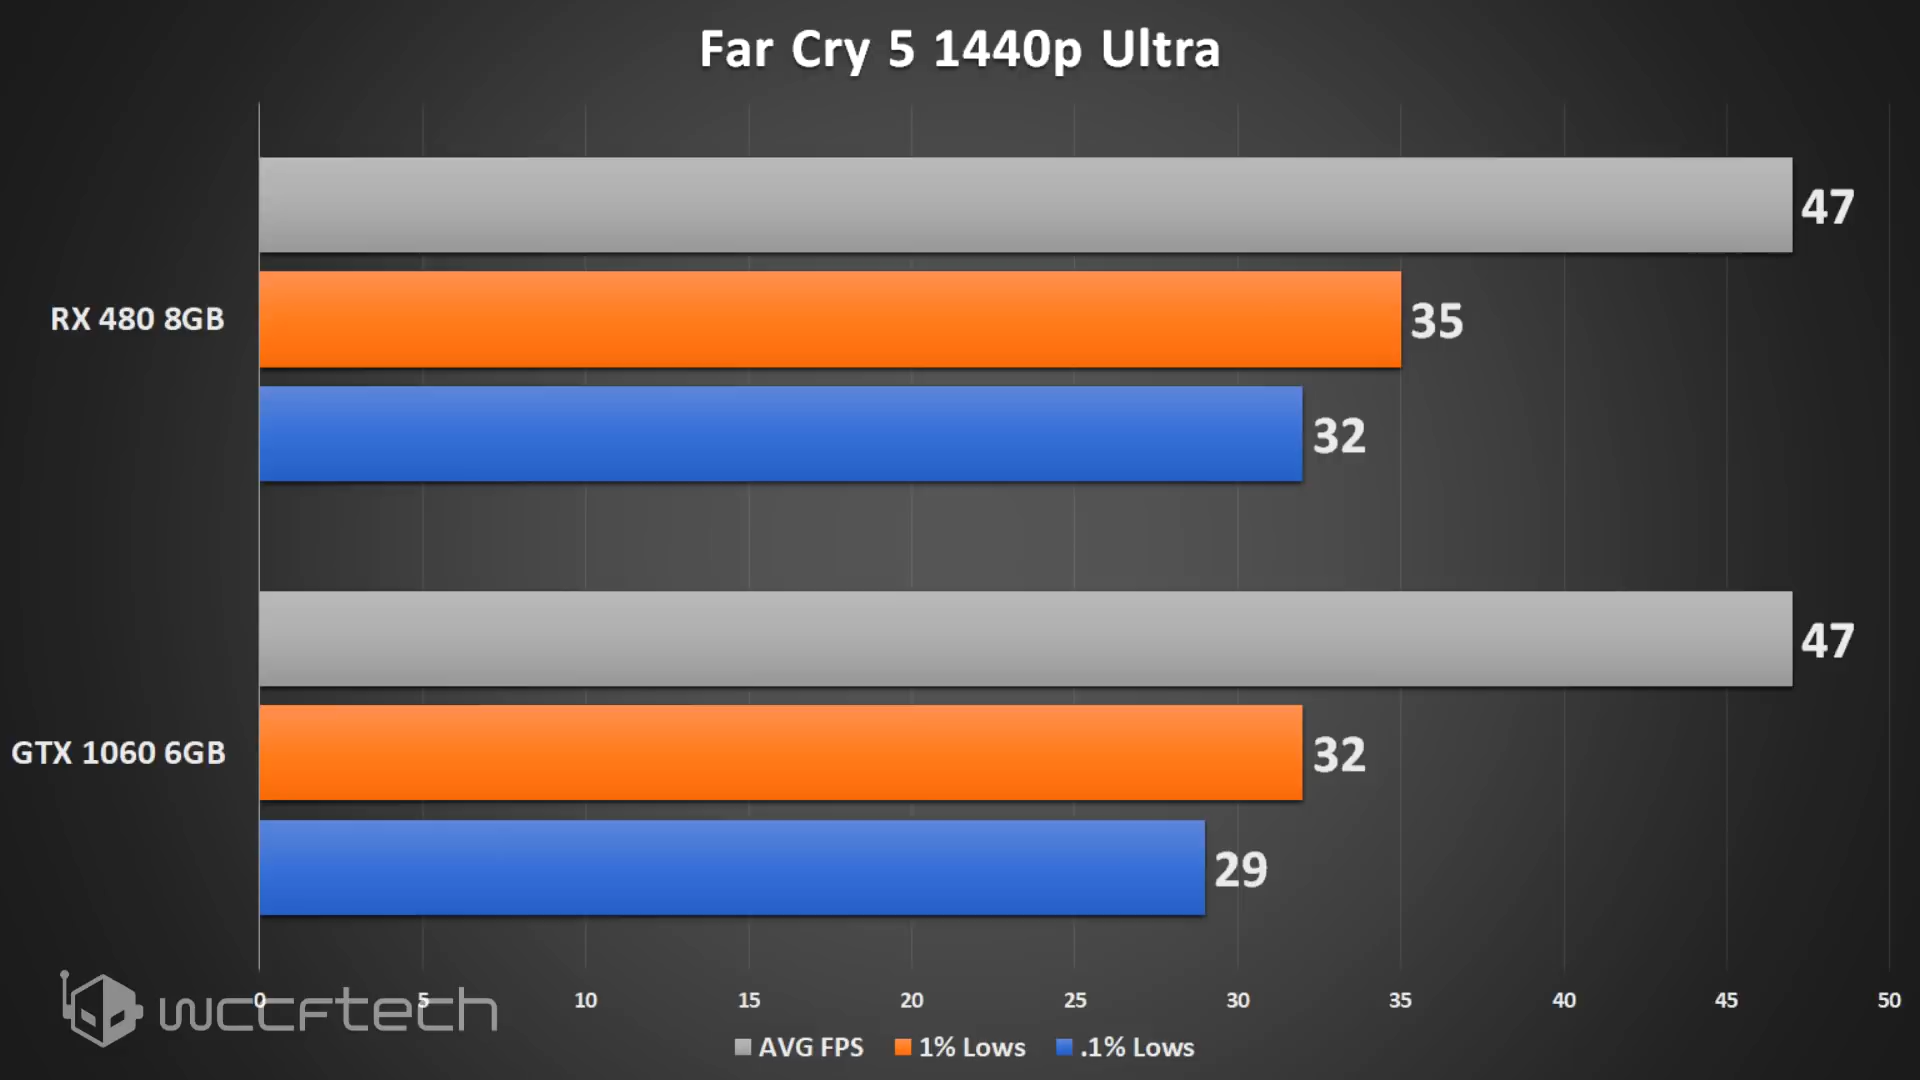 Far Cry 5 1440p Ultra
47
RX 480 8GB
35
32
47
GTX 1060 6GB
32
29
wccftech
0 5 10 15 20 25 30 35 40 45 50
AVG FPS 1% Lows .1% Lows